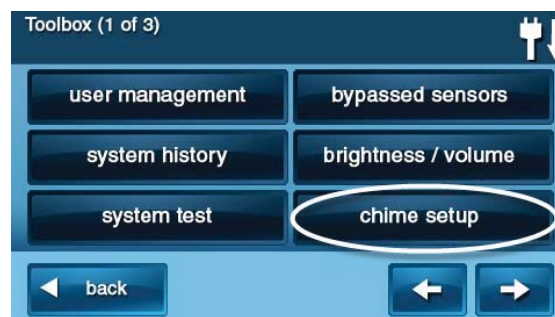 Toolbox (1 of 3)
user management
bypassed sensors
system history
brightness / volume
system test
chime setup
back